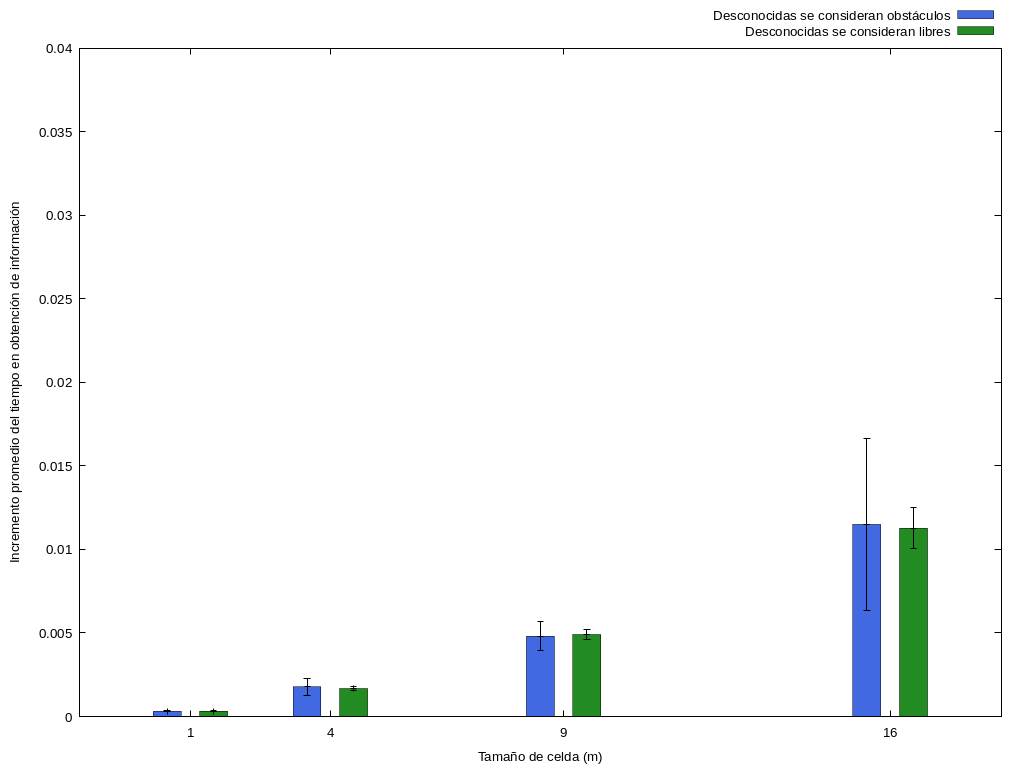 Desconocidas se consideran obstáculos
Desconocidas se consideran libres
0.04
0.035
0.03
0.025
0.02
0.015
0.01
0.005
0
Incremento promedio del tiempo en obtención de información
1 4 9 16
Tamaño de celda (m)